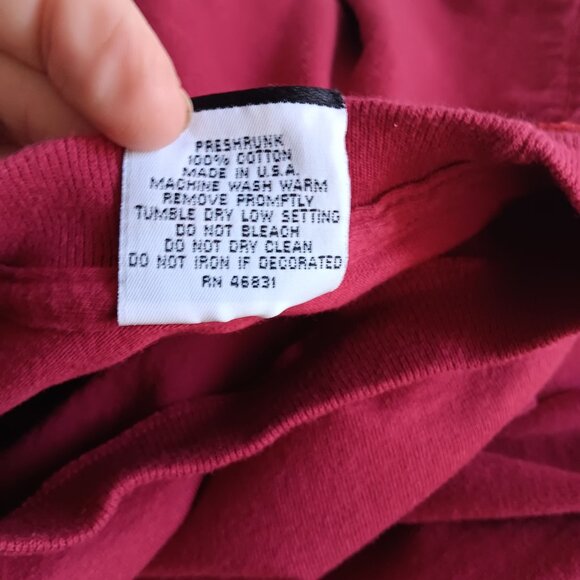 PRESHRUNK
100% COTTON
MADE IN U.S.A.
MACHINE WASH WARM
REMOVE PROMPTLY
TUMBLE DRY LOW SETTING
DO NOT BLEACH
DO NOT DRY CLEAN
DO NOT IRON IF DECORATED
RN 46831